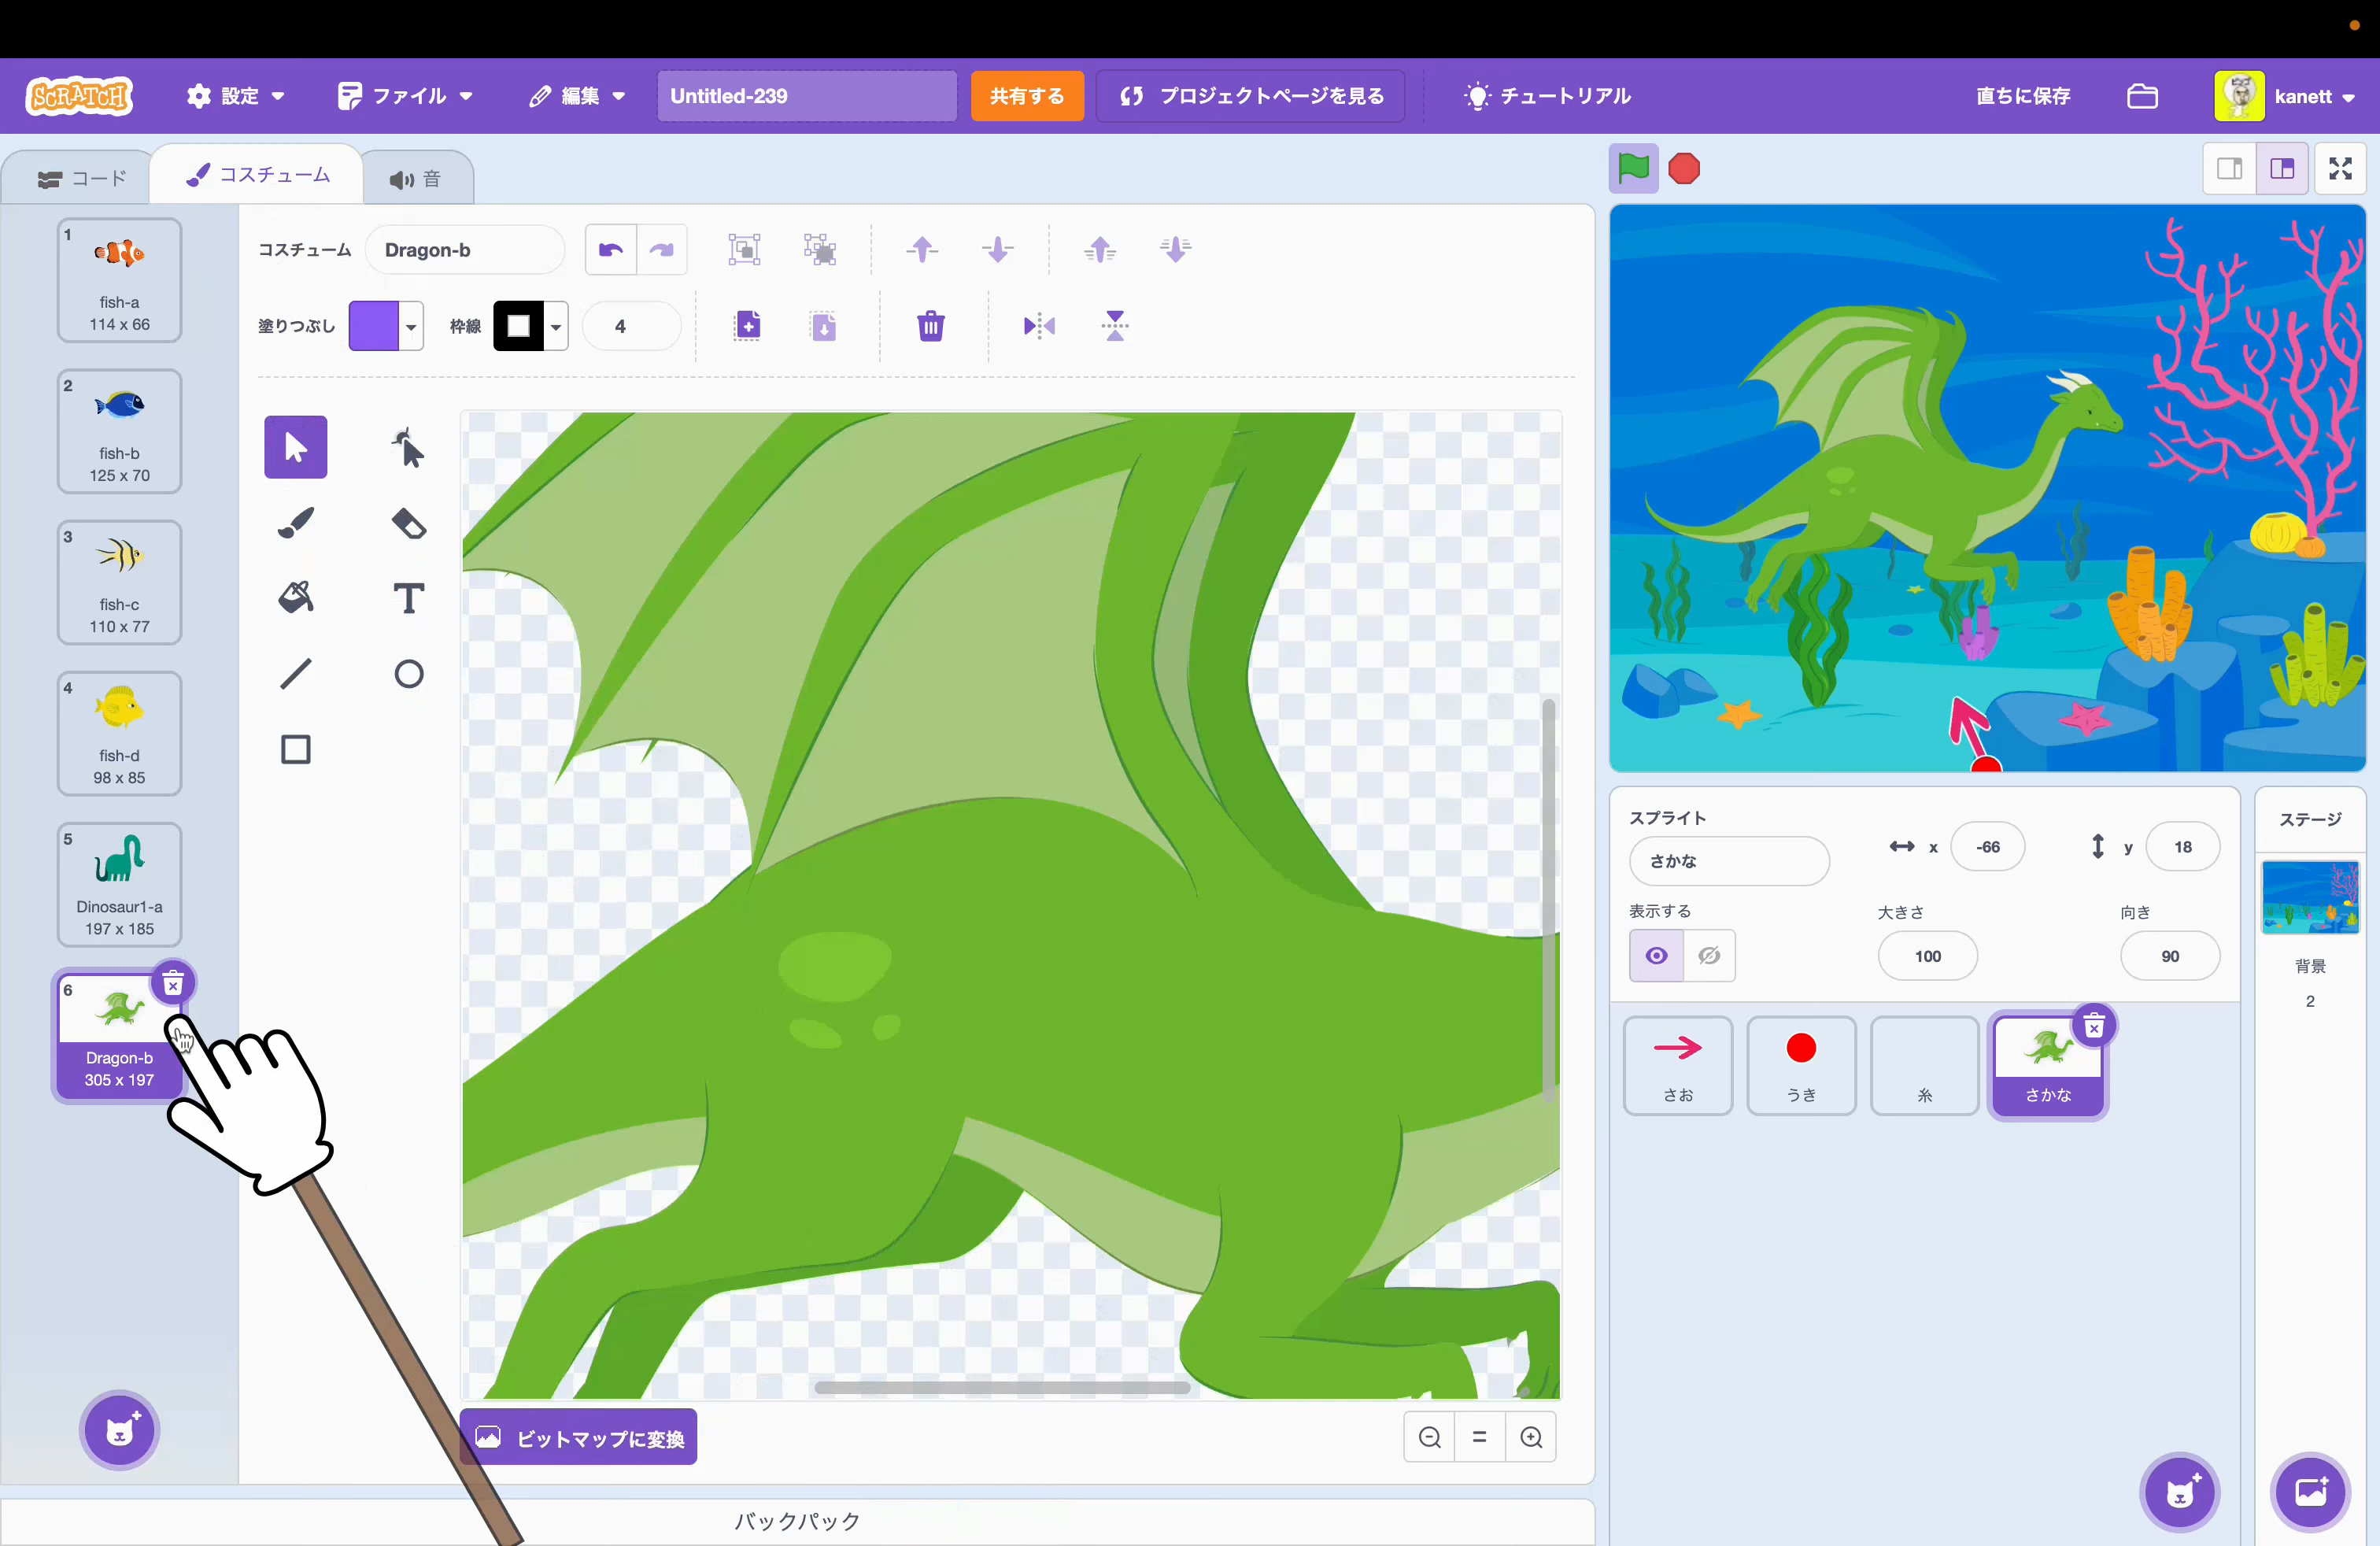 SCRATCH 設定 ファイル 編集 Untitled-239 共有する プロジェクトページを見る チュートリアル 直ちに保存 kanett
コード コスチューム 音
1
fish-a
114 x 66
2
fish-b
125 x 70
3
fish-c
110 x 77
4
fish-d
98 x 85
5
Dinosaur1-a
197 x 185
6
Dragon-b
305 x 197
コスチューム Dragon-b
塗りつぶし 枠線 4
T
ビットマップに変換
バックパック
スプライト
さかな x -66 y 18
表示する 大きさ 向き
100 90
さお うき 糸 さかな
ステージ
背景
2